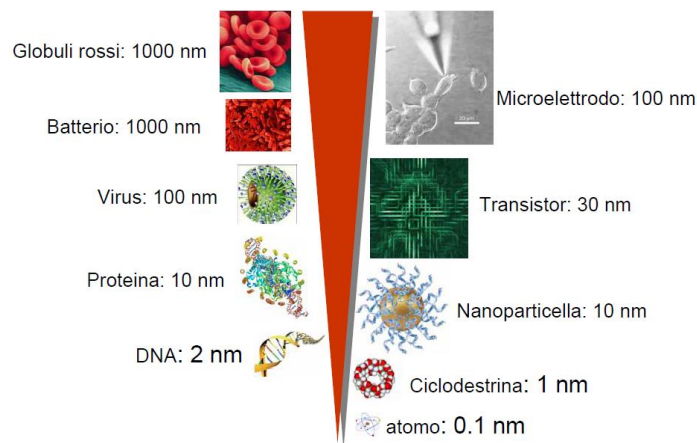 Globuli rossi: 1000 nm
Batterio: 1000 nm
Virus: 100 nm
Proteina: 10 nm
DNA: 2 nm
Microelettrodo: 100 nm
Transistor: 30 nm
Nanoparticella: 10 nm
Ciclodestrina: 1 nm
atomo: 0.1 nm